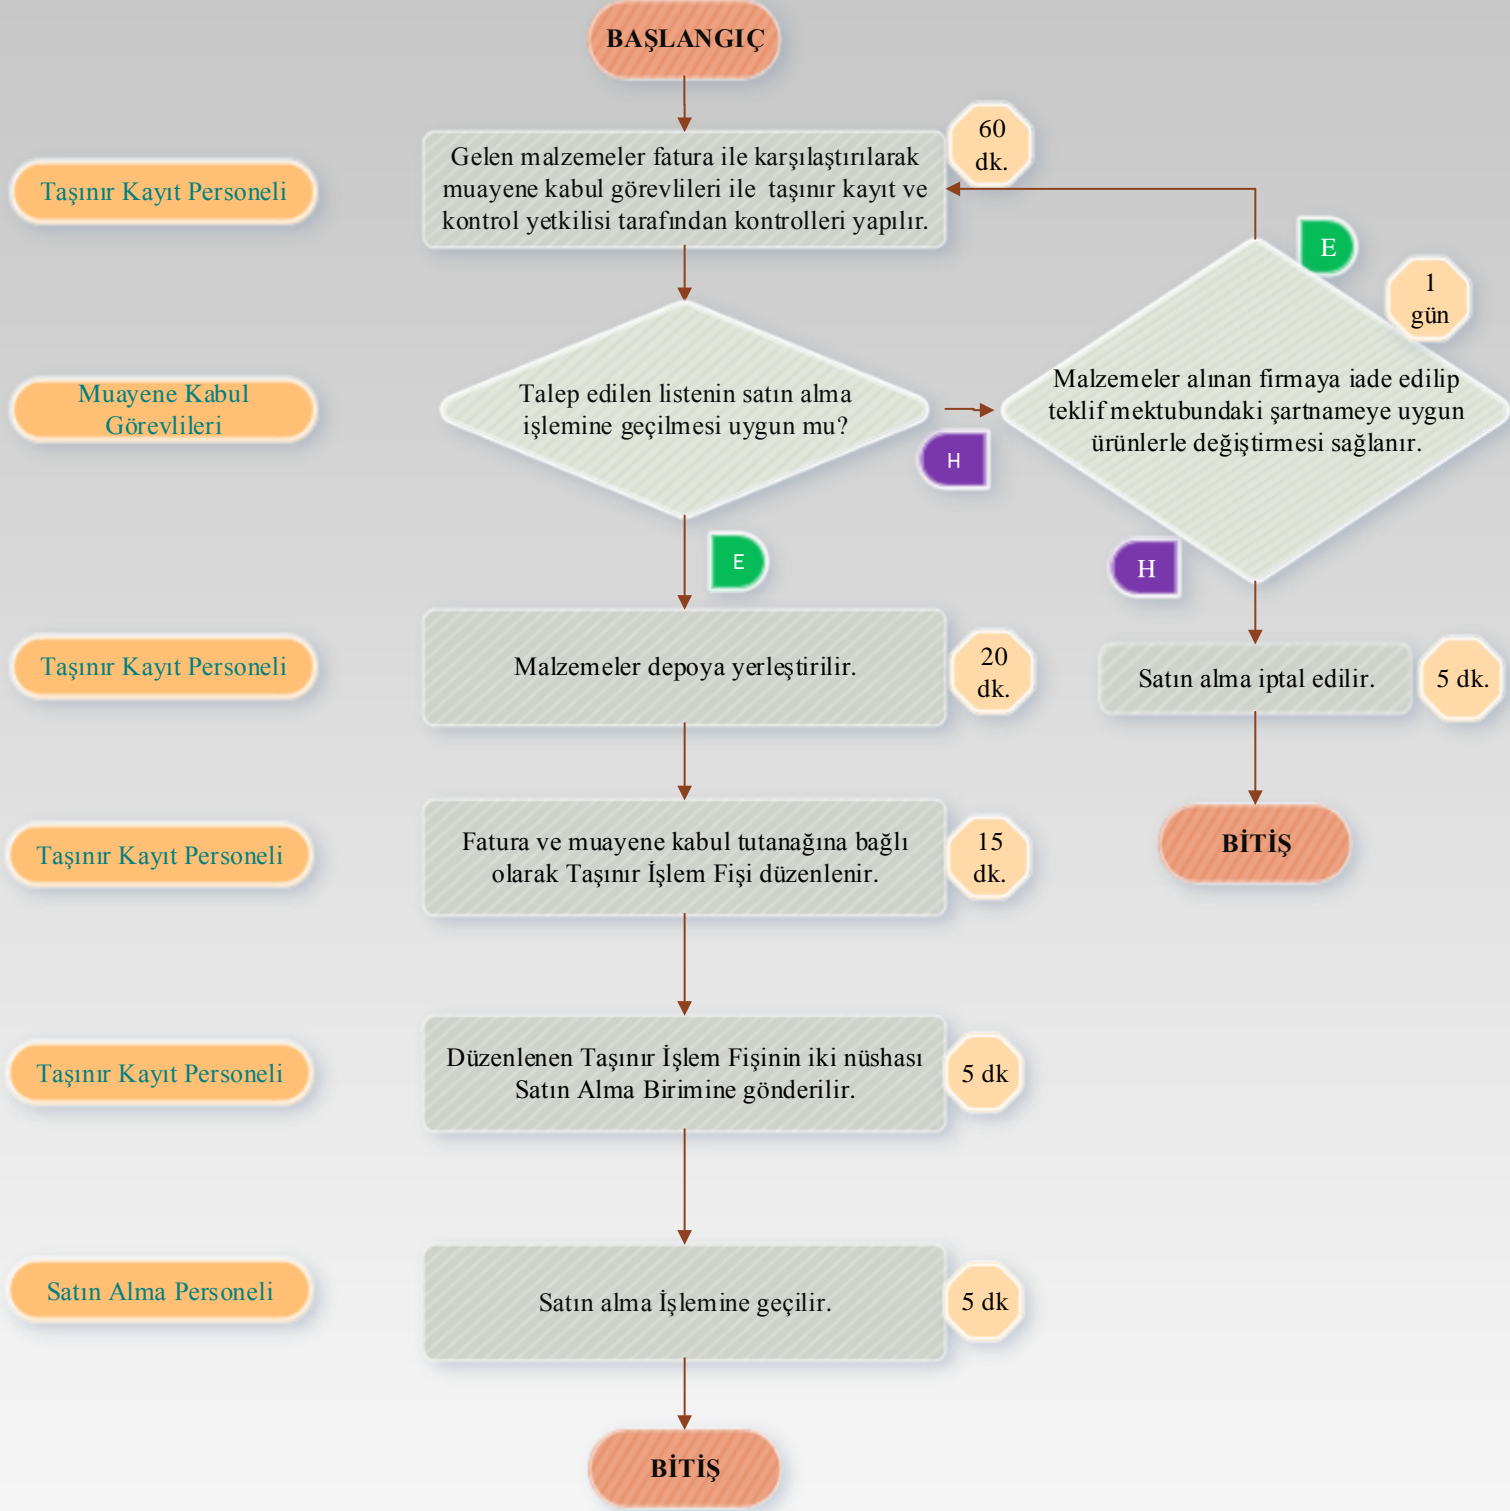 BAŞLANGIÇ
60
dk.
Taşınır Kayıt Personeli
Gelen malzemeler fatura ile karşılaştırılarak
muayene kabul görevlileri ile taşınır kayıt ve
kontrol yetkilisi tarafından kontrolleri yapılır.
E
1
gün
Muayene Kabul
Görevlileri
Talep edilen listenin satın alma
işlemine geçilmesi uygun mu?
H
Malzemeler alınan firmaya iade edilip
teklif mektubundaki şartnameye uygun
ürünlerle değiştirmesi sağlanır.
E
H
Taşınır Kayıt Personeli
Malzemeler depoya yerleştirilir.
20
dk.
Satın alma iptal edilir.
5 dk.
Taşınır Kayıt Personeli
Fatura ve muayene kabul tutanağına bağlı
olarak Taşınır İşlem Fişi düzenlenir.
15
dk.
BİTİŞ
Taşınır Kayıt Personeli
Düzenlenen Taşınır İşlem Fişinin iki nüshası
Satın Alma Birimine gönderilir.
5 dk
Satın Alma Personeli
Satın alma İşlemine geçilir.
5 dk
BİTİŞ